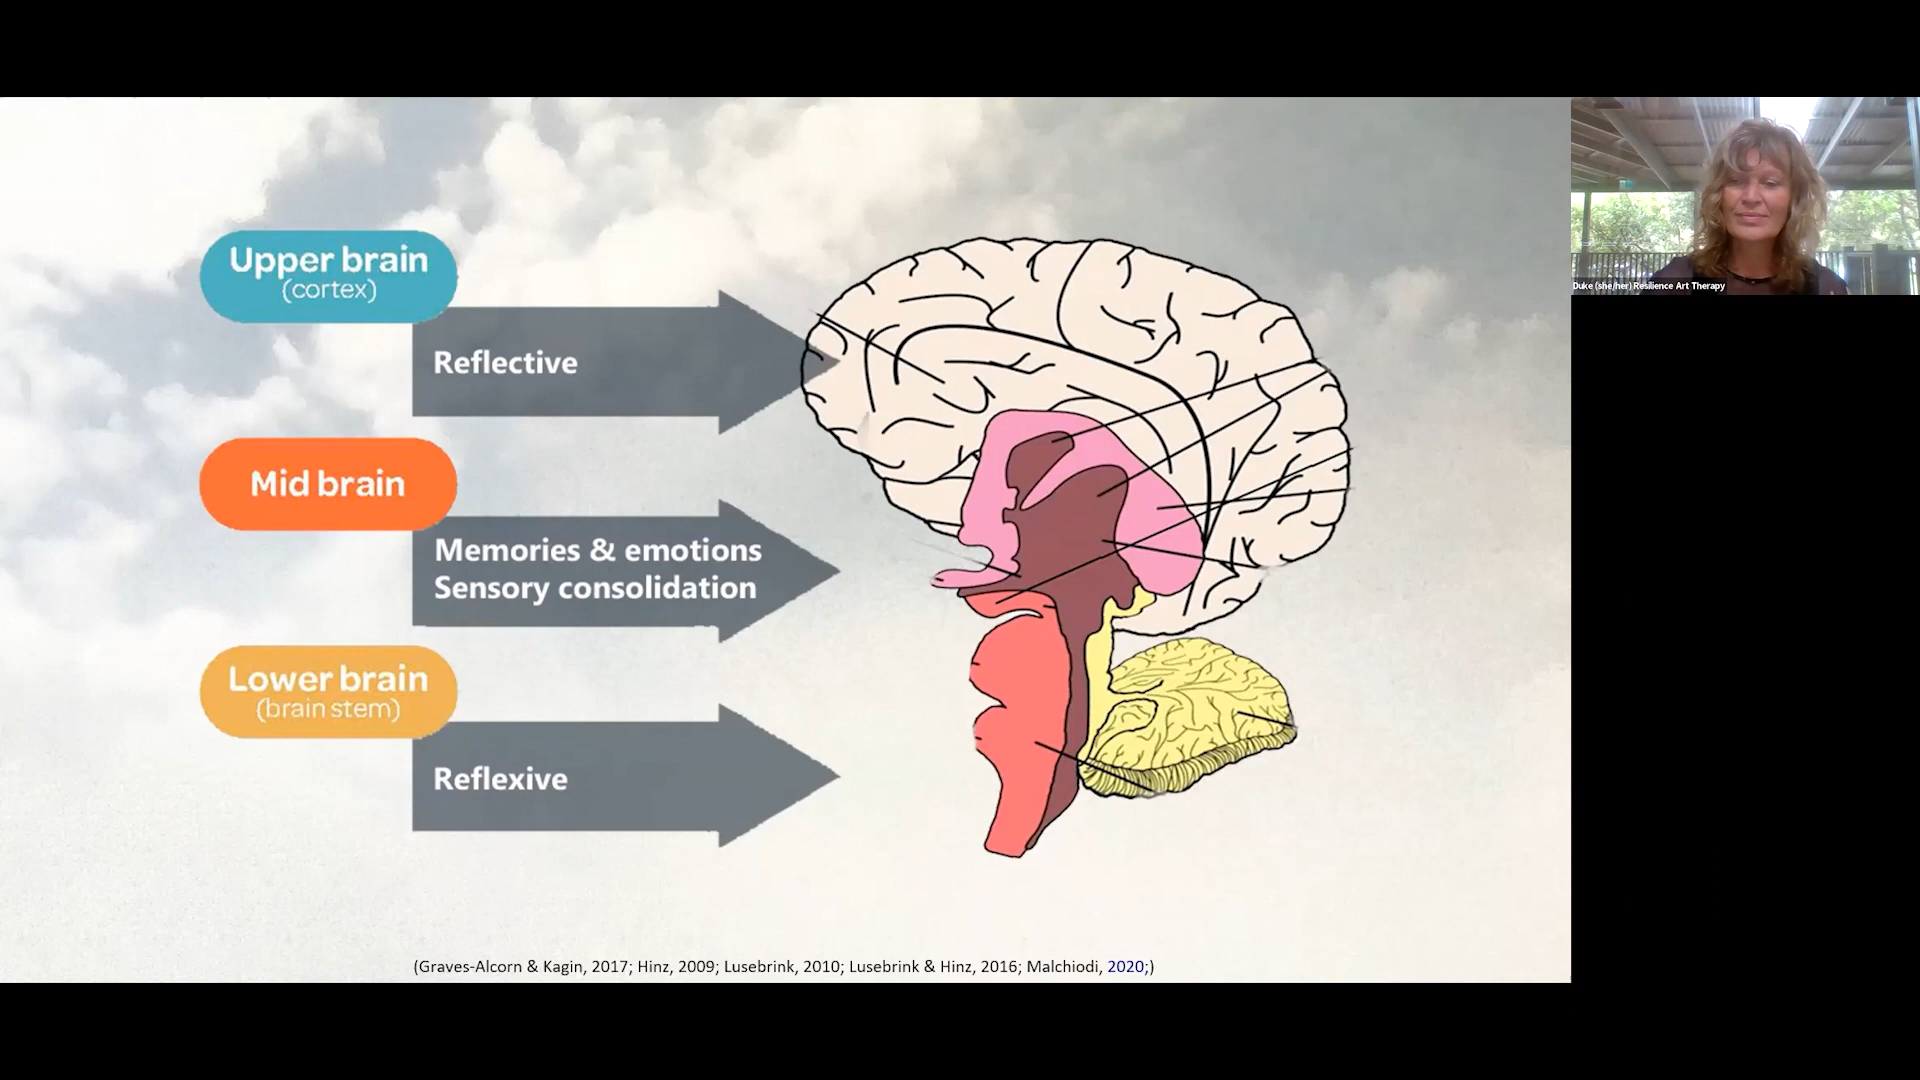 Upper brain
(cortex)
Reflective
Mid brain
Memories & emotions
Sensory consolidation
Lower brain
(brain stem)
Reflexive
(Graves-Alcorn & Kagin, 2017; Hinz, 2009; Lusebrink, 2010; Lusebrink & Hinz, 2016; Malchiodi, 2020;)
Duke (she/her) Resilience Art Therapy